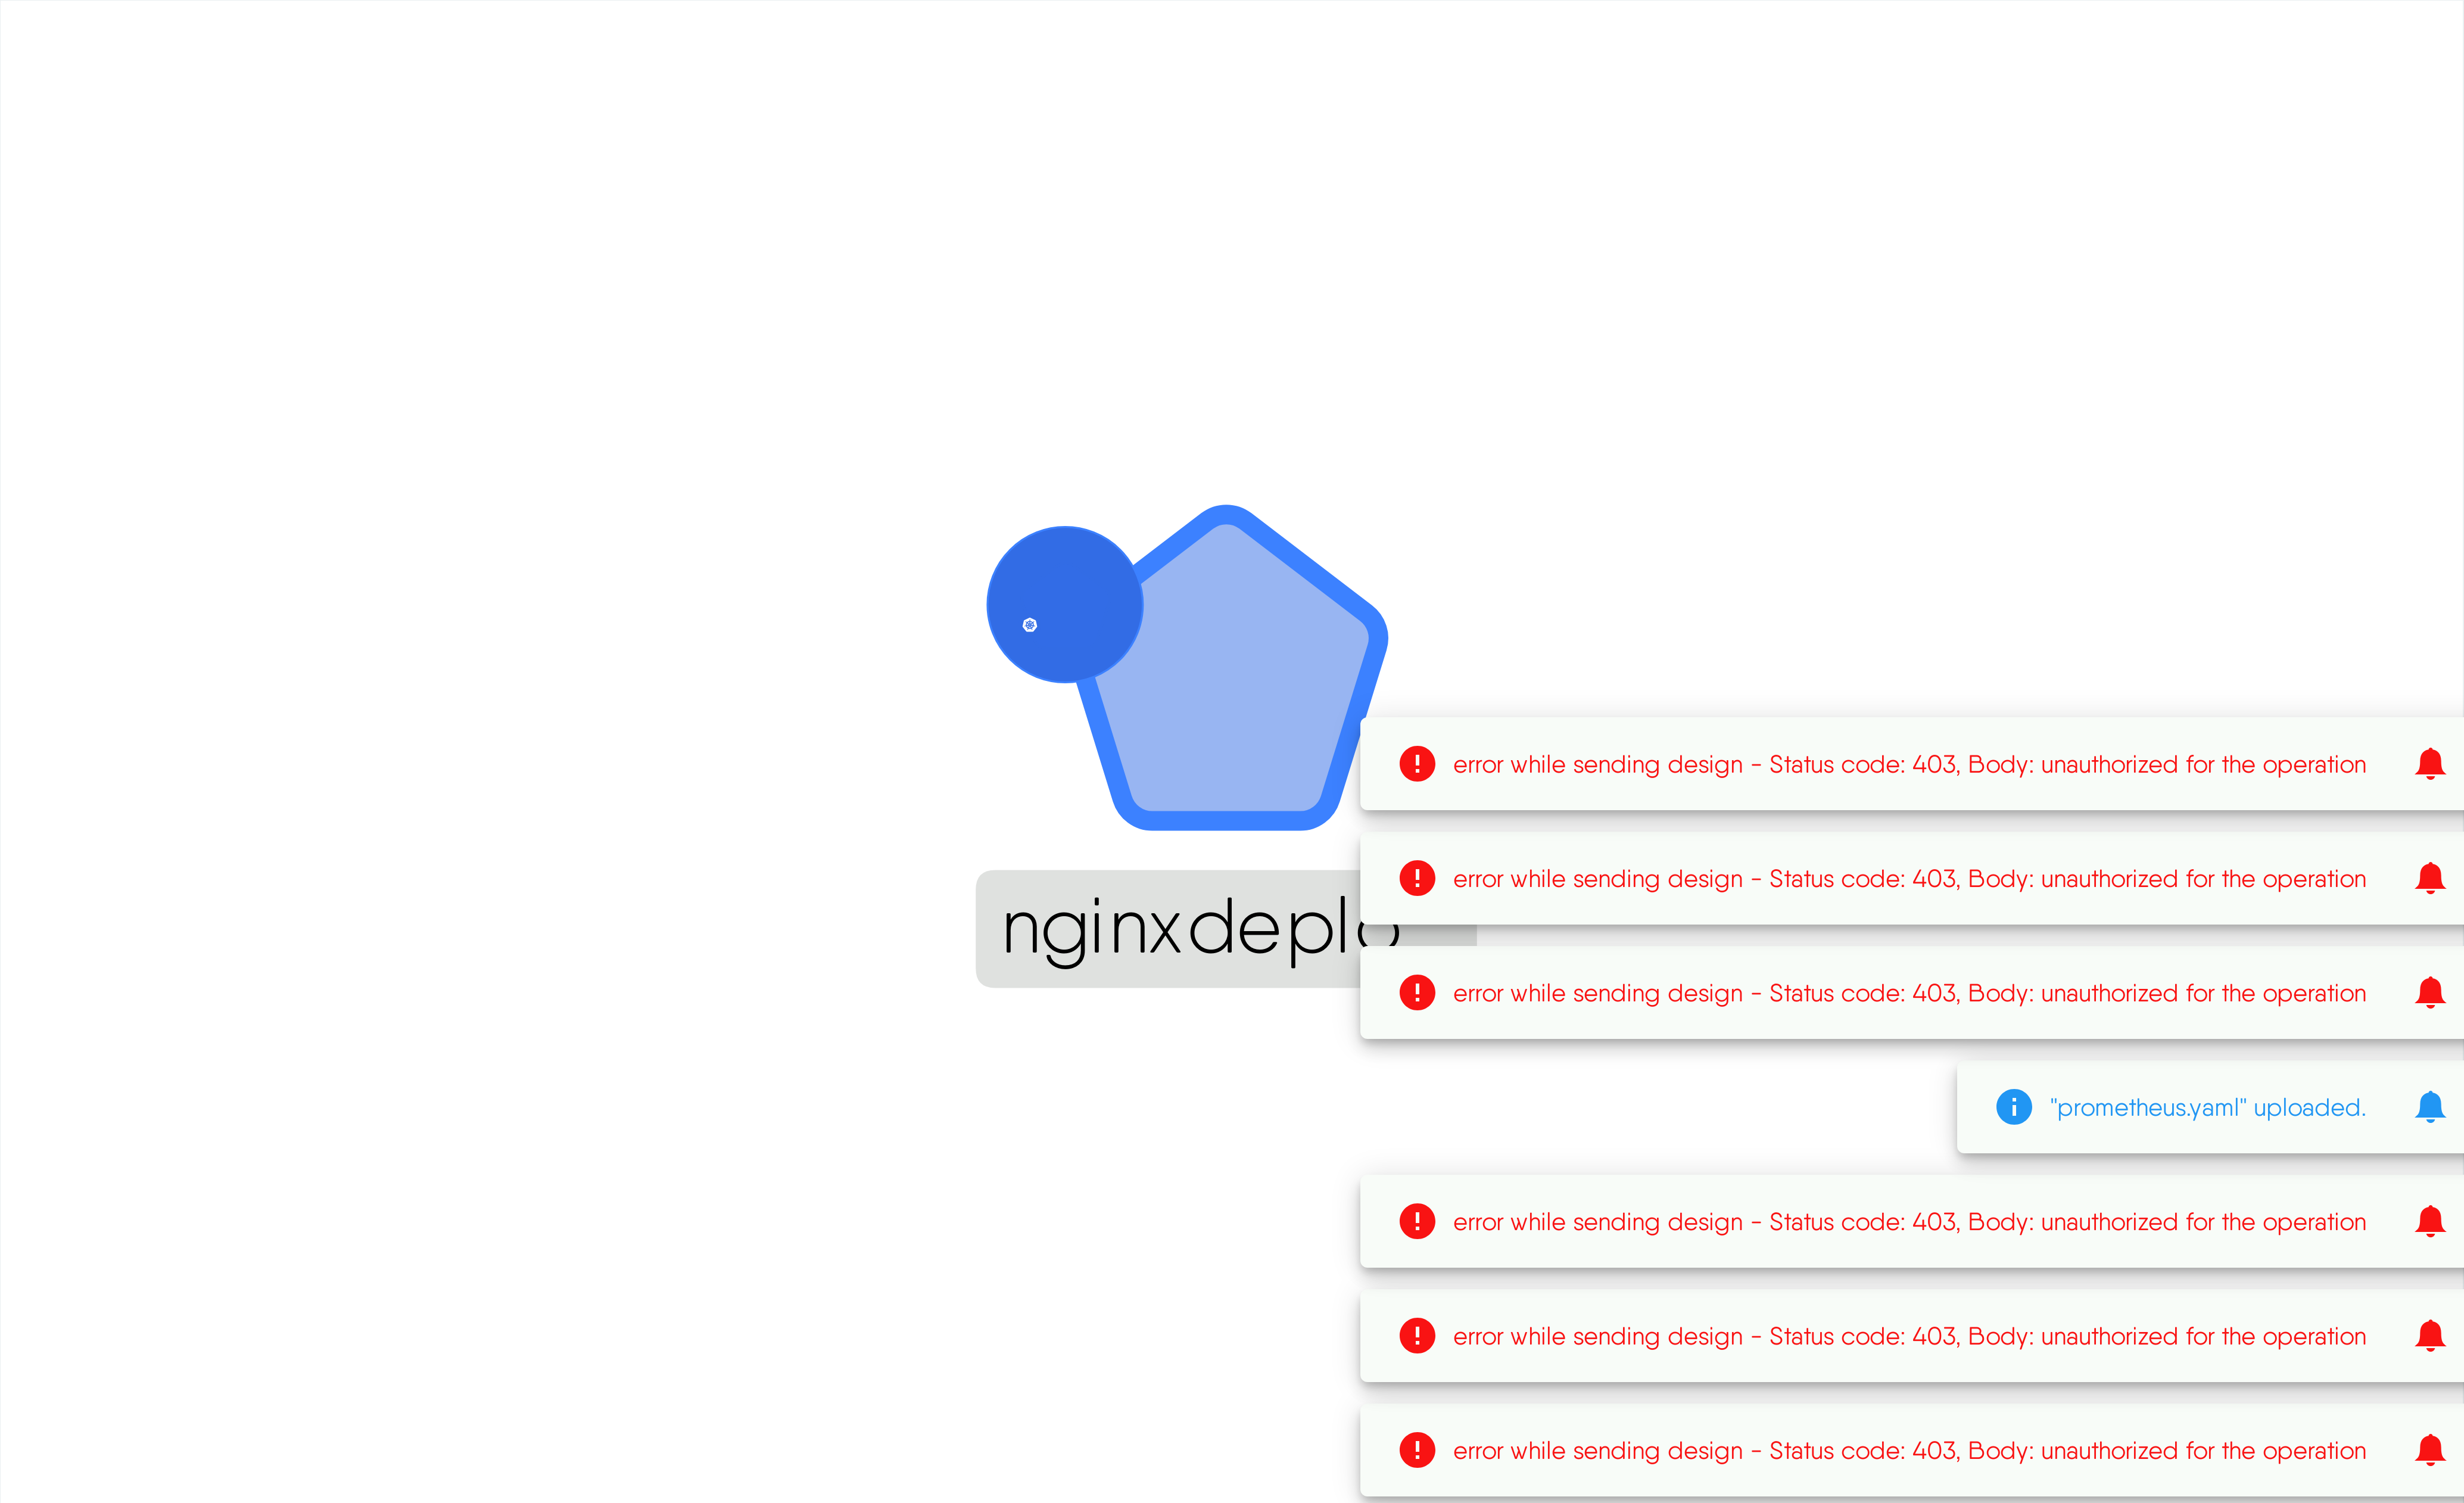 error while sending design - Status code: 403, Body: unauthorized for the operation
error while sending design - Status code: 403, Body: unauthorized for the operation
nginxdeplo
error while sending design - Status code: 403, Body: unauthorized for the operation
"prometheus.yaml" uploaded.
error while sending design - Status code: 403, Body: unauthorized for the operation
error while sending design - Status code: 403, Body: unauthorized for the operation
error while sending design - Status code: 403, Body: unauthorized for the operation